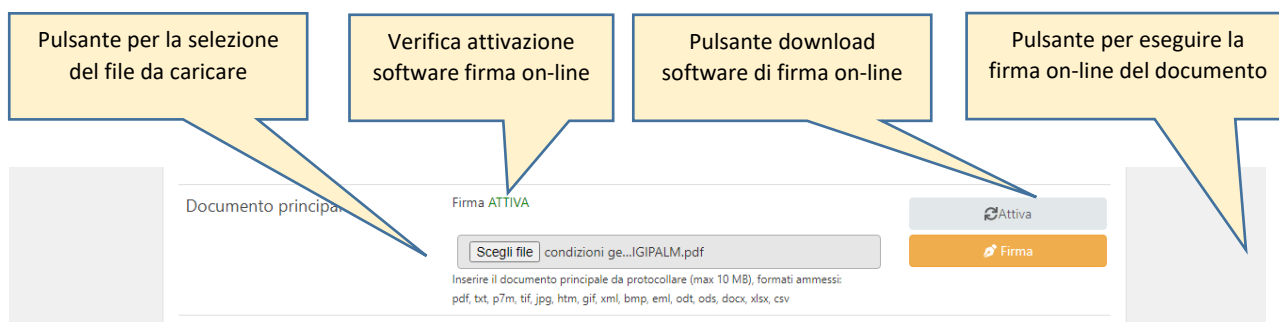 Pulsante per la selezione
del file da caricare
Verifica attivazione
software firma on-line
Pulsante download
software di firma on-line
Pulsante per eseguire la
firma on-line del documento
Documento principal
Firma ATTIVA
Attiva
Scegli file condizioni ge...IGIPALM.pdf
Firma
Inserire il documento principale da protocollare (max 10 MB), formati ammessi:
pdf, txt, p7m, tif, jpg, htm, gif, xml, bmp, eml, odt, ods, docx, xlsx, csv